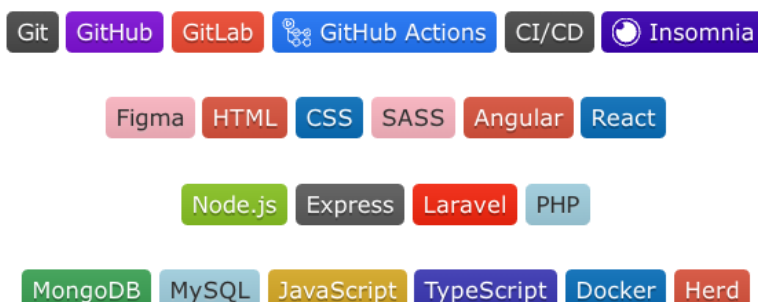 Git GitHub GitLab GitHub Actions CI/CD Insomnia
Figma HTML CSS SASS Angular React
Node.js Express Laravel PHP
MongoDB MySQL JavaScript TypeScript Docker Herd